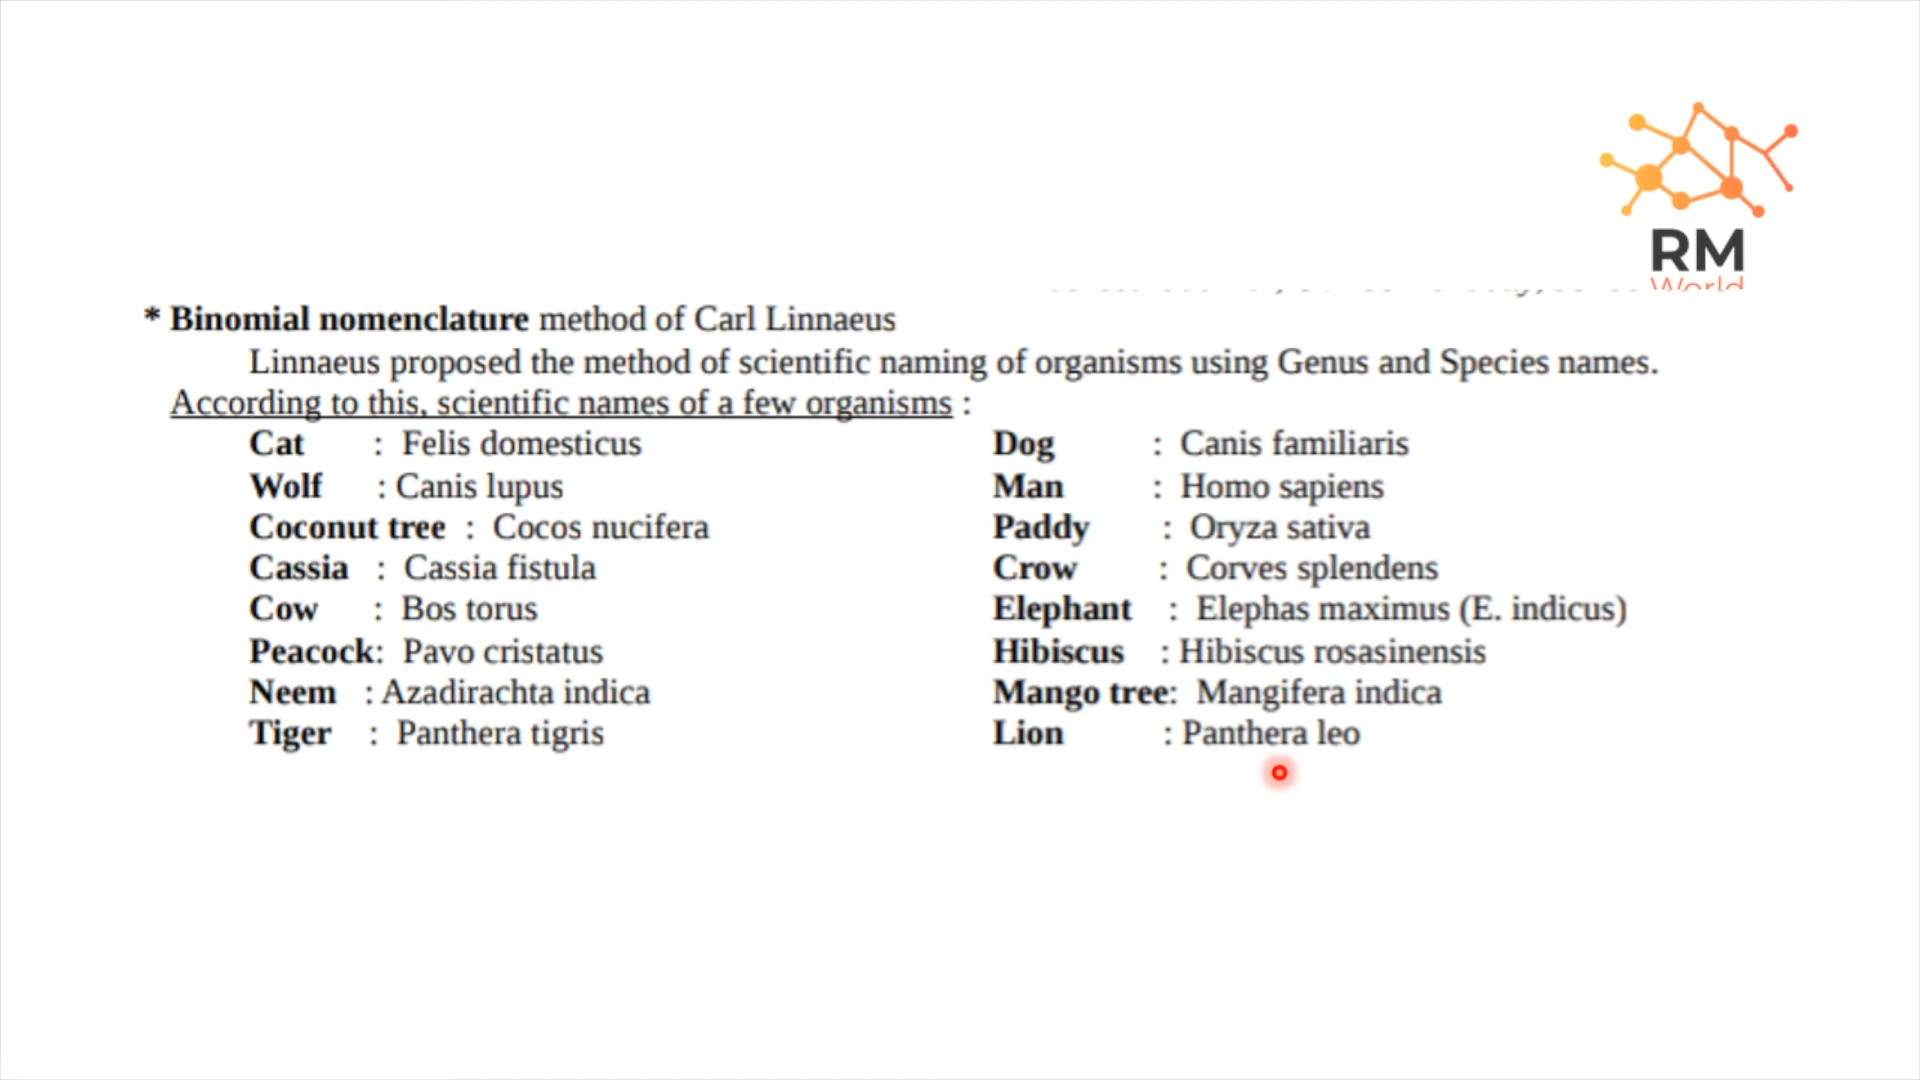 RM
World
* Binomial nomenclature method of Carl Linnaeus
Linnaeus proposed the method of scientific naming of organisms using Genus and Species names.
According to this, scientific names of a few organisms :
Cat : Felis domesticus Dog : Canis familiaris
Wolf : Canis lupus Man : Homo sapiens
Coconut tree : Cocos nucifera Paddy : Oryza sativa
Cassia : Cassia fistula Crow : Corves splendens
Cow : Bos torus Elephant : Elephas maximus (E. indicus)
Peacock: Pavo cristatus Hibiscus : Hibiscus rosasinensis
Neem : Azadirachta indica Mango tree: Mangifera indica
Tiger : Panthera tigris Lion : Panthera leo